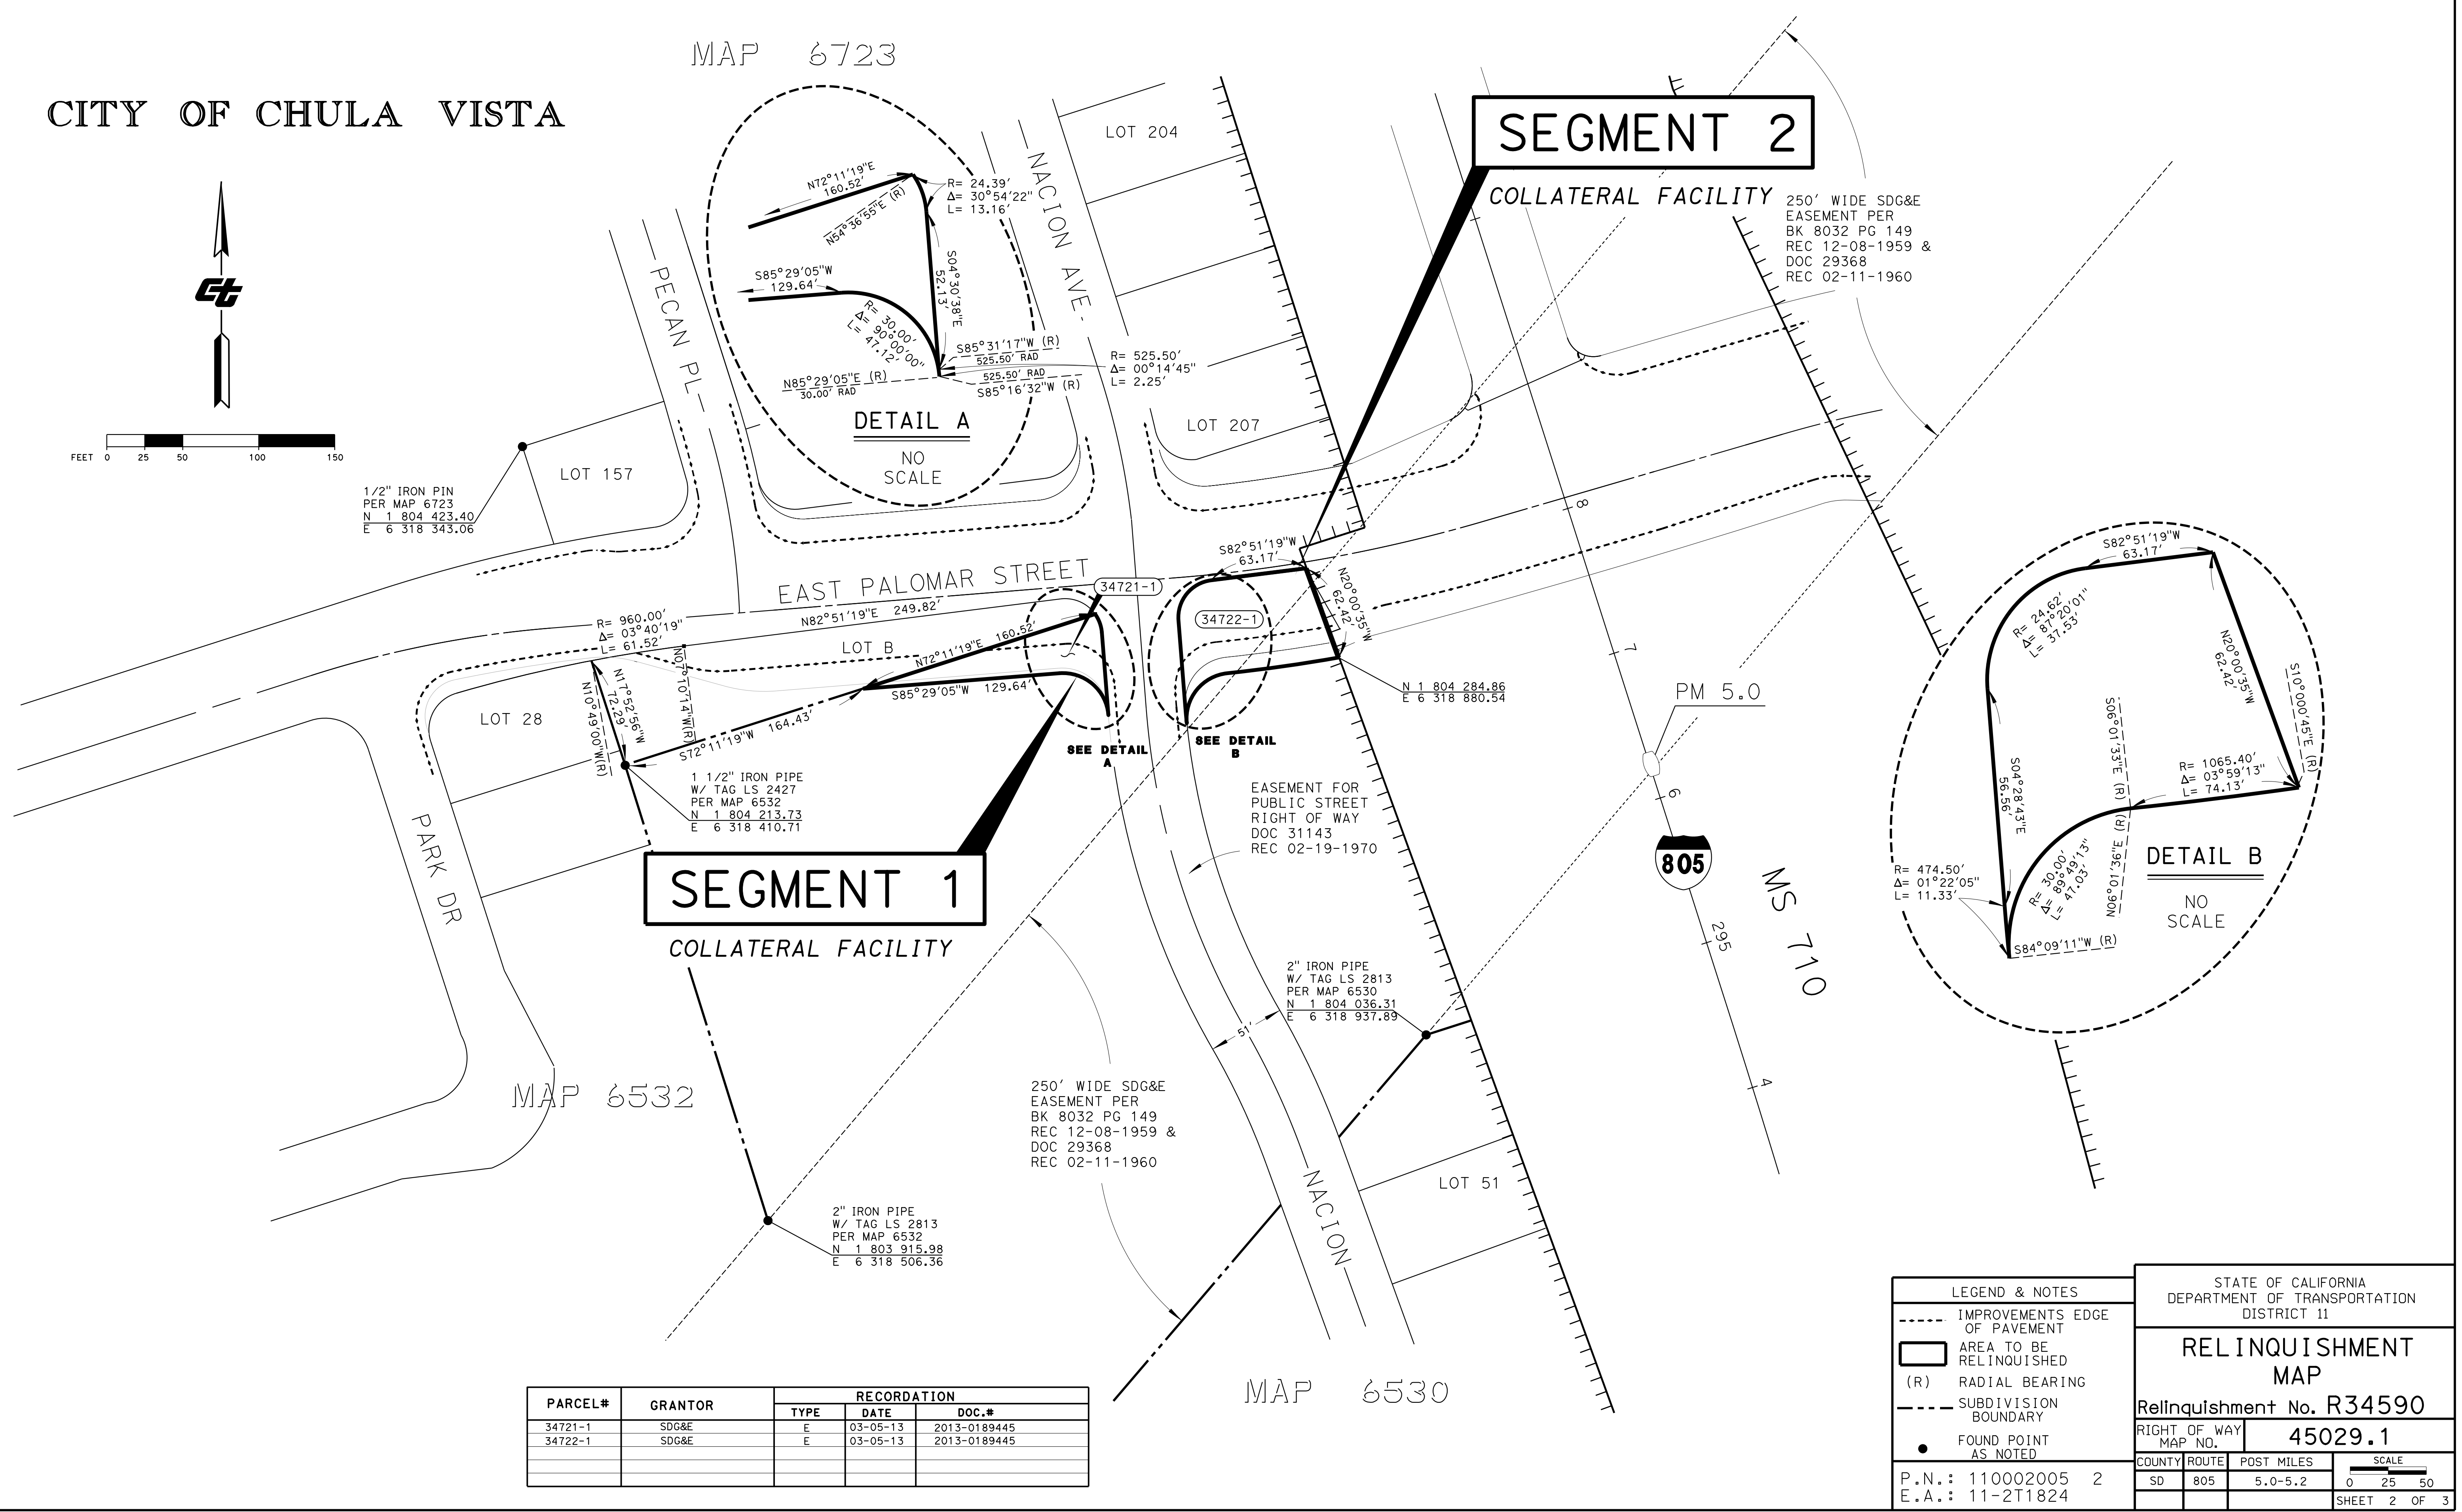 MAP 6723
CITY OF CHULA VISTA
FEET 0 25 50 100 150
1/2" IRON PIN
PER MAP 6723
N 1 804 423.40
E 6 318 343.06
LOT 157
PECAN PL
NACION AVE.
LOT 204
LOT 207
N72°11'19"E
160.52'
N54°36'55"E (R)
R= 24.39'
Δ= 30°54'22"
L= 13.16'
S85°29'05"W
129.64'
S04°30'38"E
52.13'
R= 30.00'
Δ= 90°00'00"
L= 47.12'
S85°31'17"W (R)
525.50' RAD
525.50' RAD
S85°16'32"W (R)
N85°29'05"E (R)
30.00' RAD
R= 525.50'
Δ= 00°14'45"
L= 2.25'
DETAIL A
NO
SCALE
SEGMENT 2
COLLATERAL FACILITY
250' WIDE SDG&E
EASEMENT PER
BK 8032 PG 149
REC 12-08-1959 &
DOC 29368
REC 02-11-1960
EAST PALOMAR STREET
34721-1
34722-1
S82°51'19"W
63.17'
N20°00'35"W
62.42'
R= 960.00'
Δ= 03°40'19"
L= 61.52'
N82°51'19"E 249.82'
LOT B
N72°11'19"E 160.52'
S85°29'05"W 129.64'
N07°10'14"W(R)
N17°52'56"W
72.29'
N10°49'00"W(R)
S72°11'19"W 164.43'
LOT 28
SEE DETAIL
A
SEE DETAIL
B
N 1 804 284.86
E 6 318 880.54
1 1/2" IRON PIPE
W/ TAG LS 2427
PER MAP 6532
N 1 804 213.73
E 6 318 410.71
PARK DR
SEGMENT 1
COLLATERAL FACILITY
EASEMENT FOR
PUBLIC STREET
RIGHT OF WAY
DOC 31143
REC 02-19-1970
8
7
PM 5.0
6
805
295
4
MS 710
S82°51'19"W
63.17'
R= 24.62'
Δ= 87°20'01"
L= 37.53'
N20°00'35"W
62.42'
S10°000'45"E (R)
S06°01'33"E (R)
R= 1065.40'
Δ= 03°59'13"
L= 74.13'
S04°28'43"E
56.56'
N06°01'36"E (R)
R= 30.00'
Δ= 89°49'13"
L= 47.03'
R= 474.50'
Δ= 01°22'05"
L= 11.33'
S84°09'11"W (R)
DETAIL B
NO
SCALE
2" IRON PIPE
W/ TAG LS 2813
PER MAP 6530
N 1 804 036.31
E 6 318 937.89
51'
MAP 6532
250' WIDE SDG&E
EASEMENT PER
BK 8032 PG 149
REC 12-08-1959 &
DOC 29368
REC 02-11-1960
2" IRON PIPE
W/ TAG LS 2813
PER MAP 6532
N 1 803 915.98
E 6 318 506.36
NACION
LOT 51
MAP 6530
PARCEL# GRANTOR RECORDATION
TYPE DATE DOC.#
34721-1 SDG&E E 03-05-13 2013-0189445
34722-1 SDG&E E 03-05-13 2013-0189445
LEGEND & NOTES
IMPROVEMENTS EDGE
OF PAVEMENT
AREA TO BE
RELINQUISHED
(R) RADIAL BEARING
SUBDIVISION
BOUNDARY
FOUND POINT
AS NOTED
P.N.: 110002005 2
E.A.: 11-2T1824
STATE OF CALIFORNIA
DEPARTMENT OF TRANSPORTATION
DISTRICT 11
RELINQUISHMENT
MAP
Relinquishment No. R34590
RIGHT OF WAY
MAP NO. 45029.1
COUNTY ROUTE POST MILES SCALE
SD 805 5.0-5.2 0 25 50
SHEET 2 OF 3